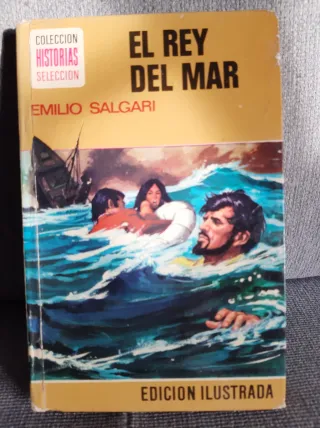 COLECCION
HISTORIAS
SELECCION
EL REY
DEL MAR
EMILIO SALGARI
EDICION ILUSTRADA